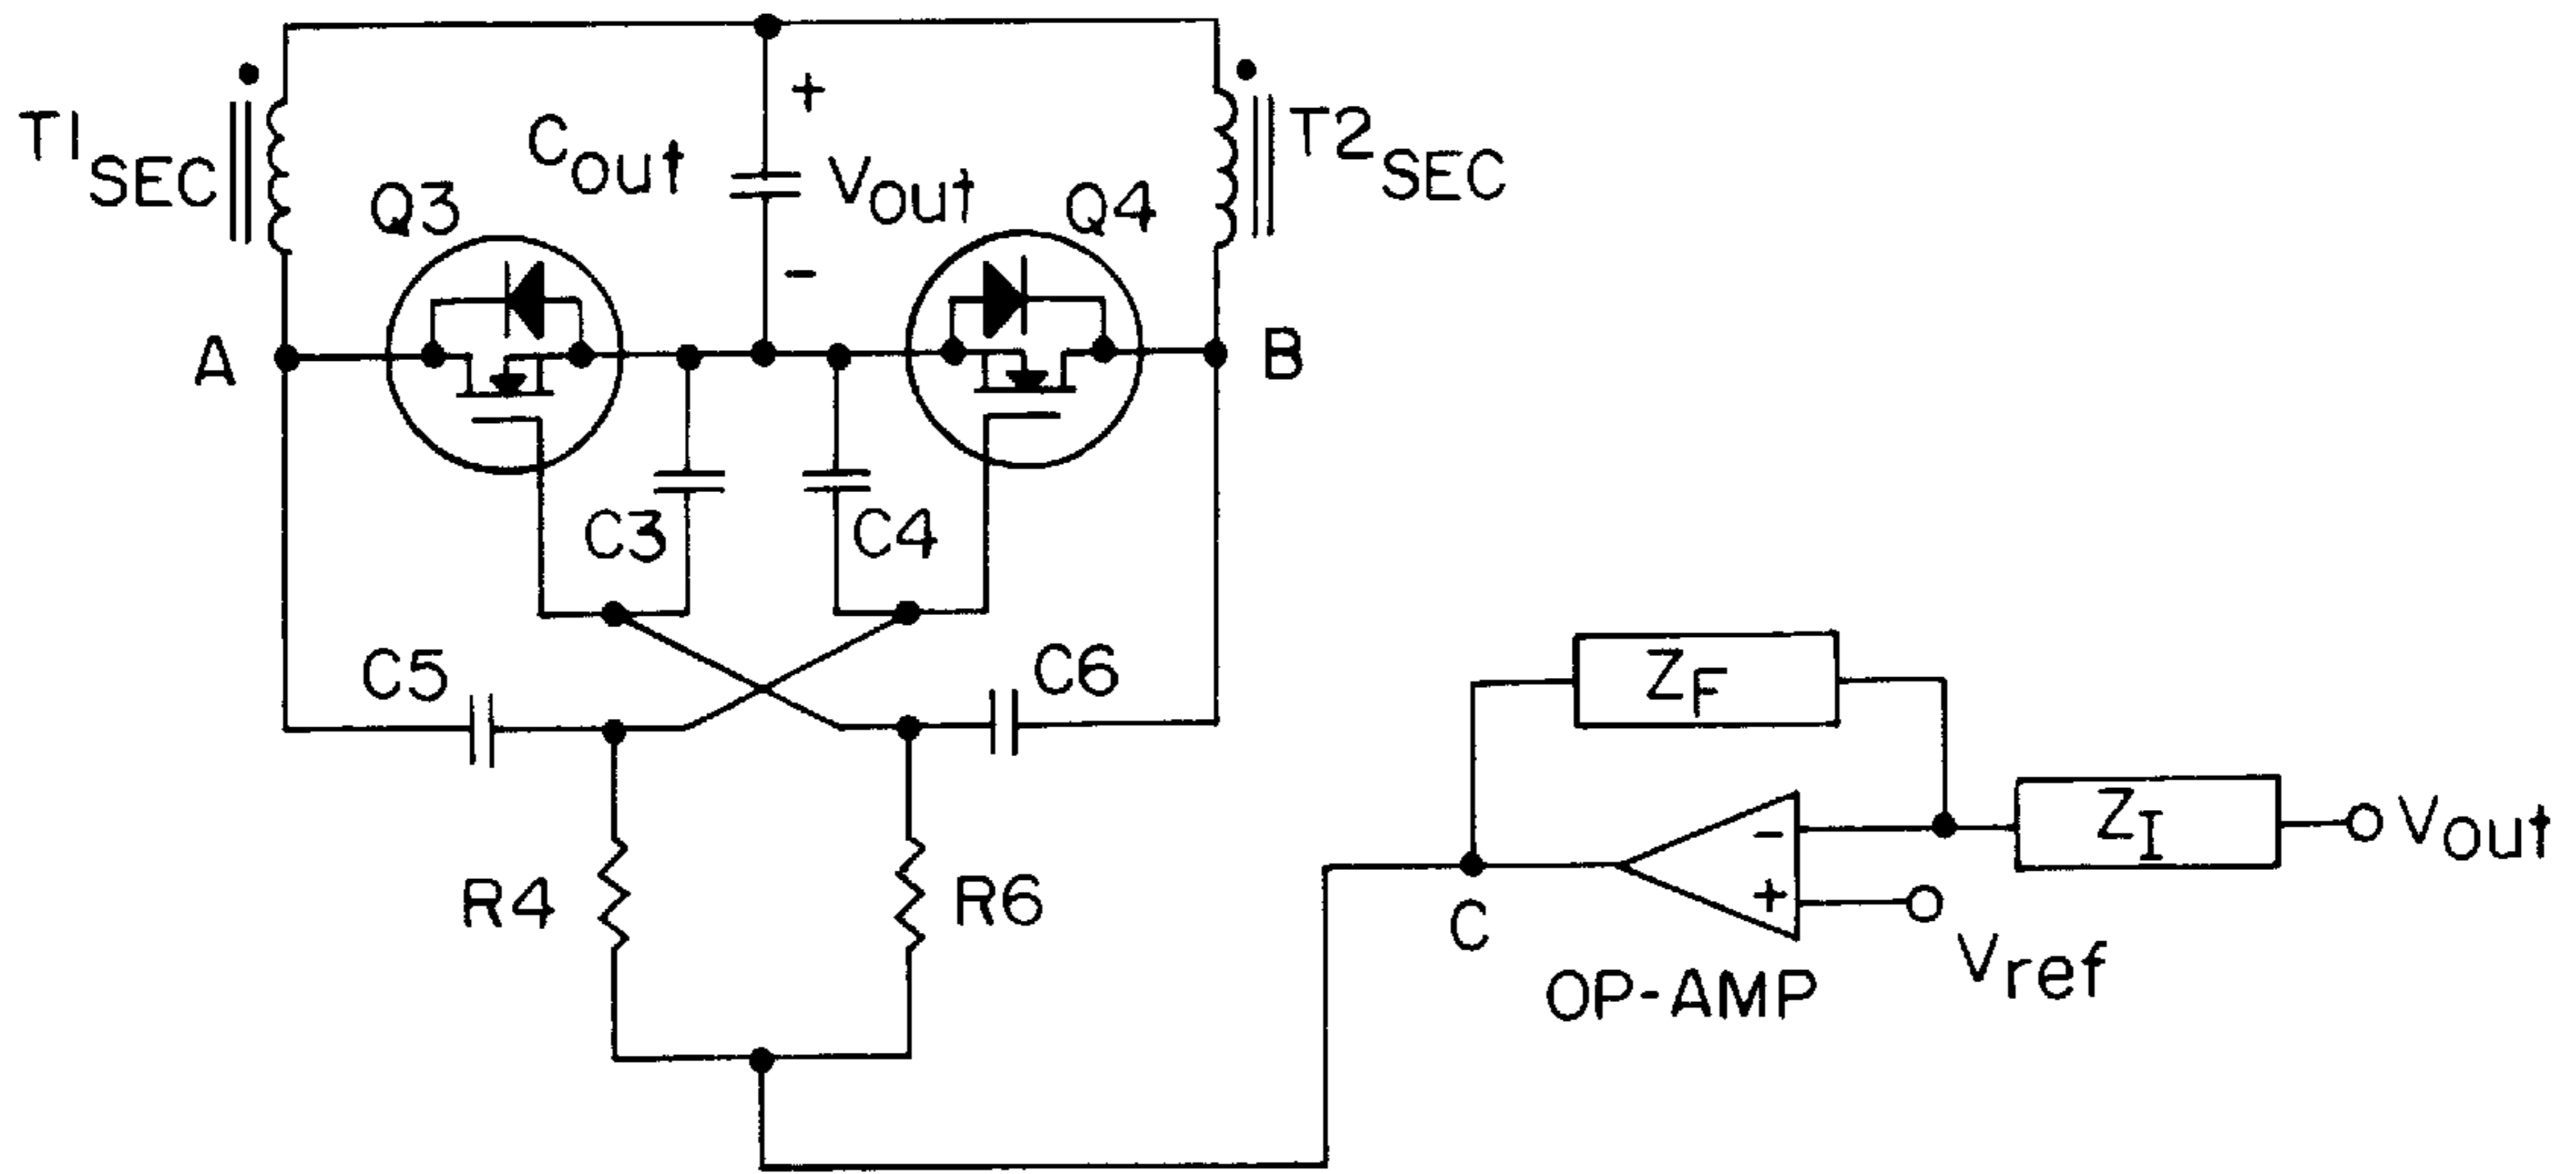 T1SEC
Cout
+
Vout
-
T2SEC
Q3
Q4
A
B
C3
C4
C5
C6
ZF
ZI
Vout
-
+
Vref
C
OP-AMP
R4
R6